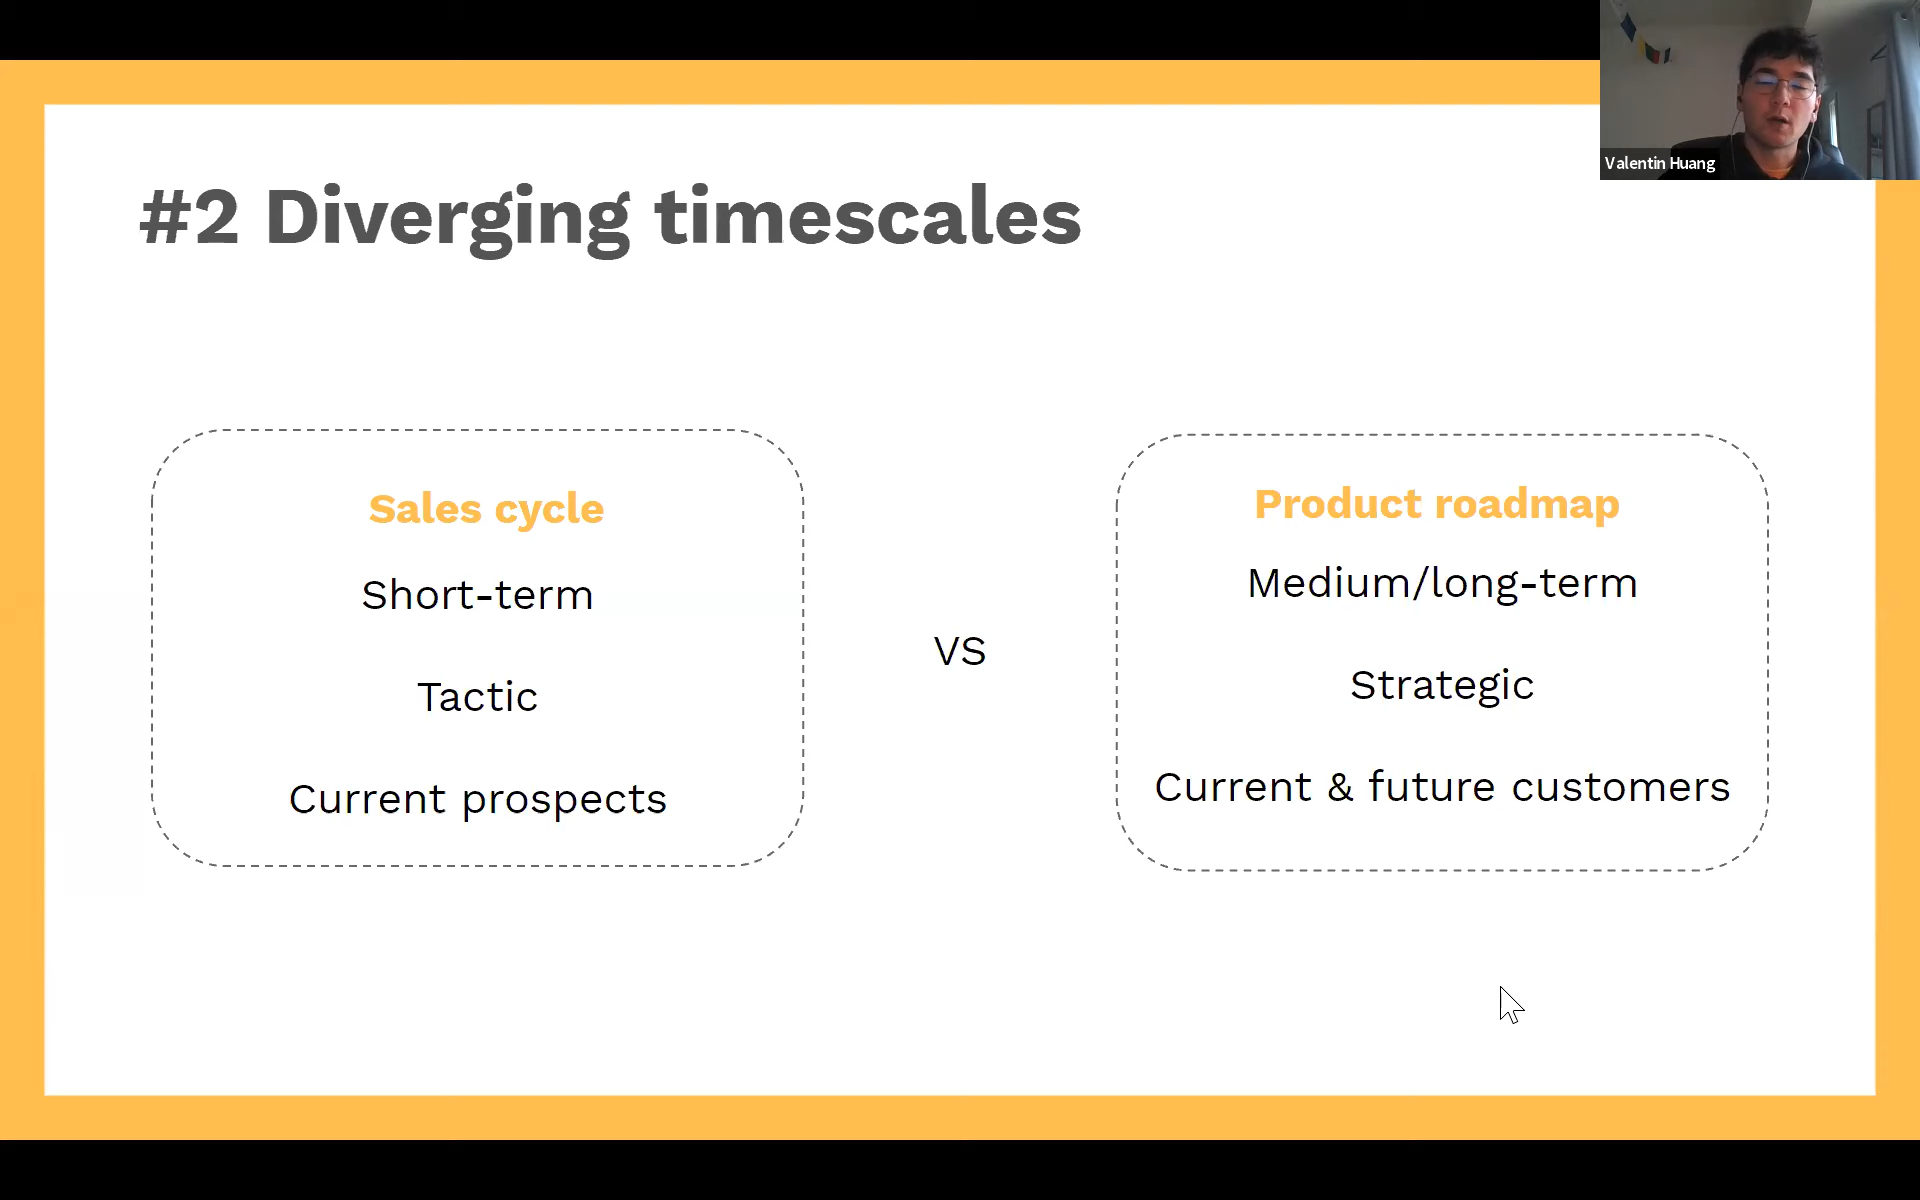 Valentin Huang
#2 Diverging timescales
Sales cycle
Short-term
Tactic
Current prospects
VS
Product roadmap
Medium/long-term
Strategic
Current & future customers